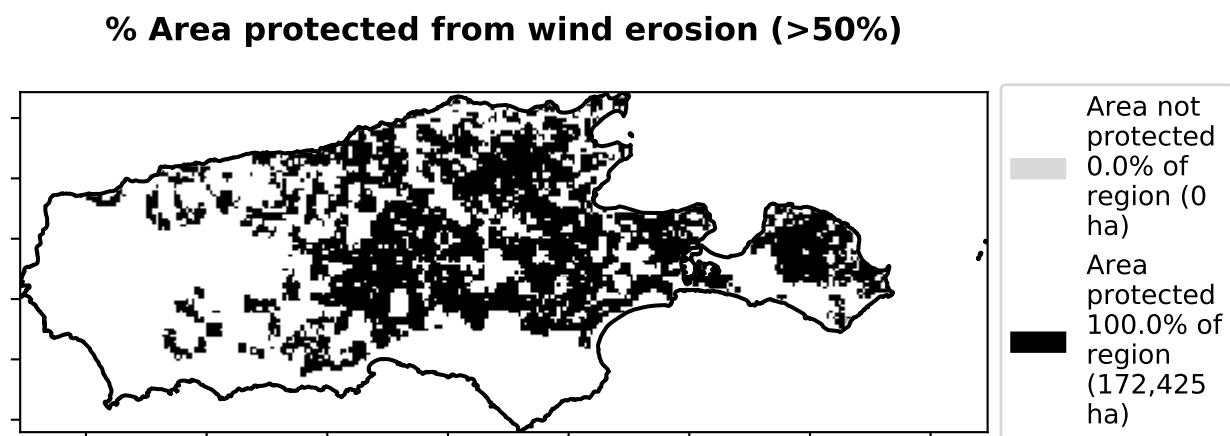 % Area protected from wind erosion (>50%)
Area not
protected
0.0% of
region (0
ha)
Area
protected
100.0% of
region
(172,425
ha)